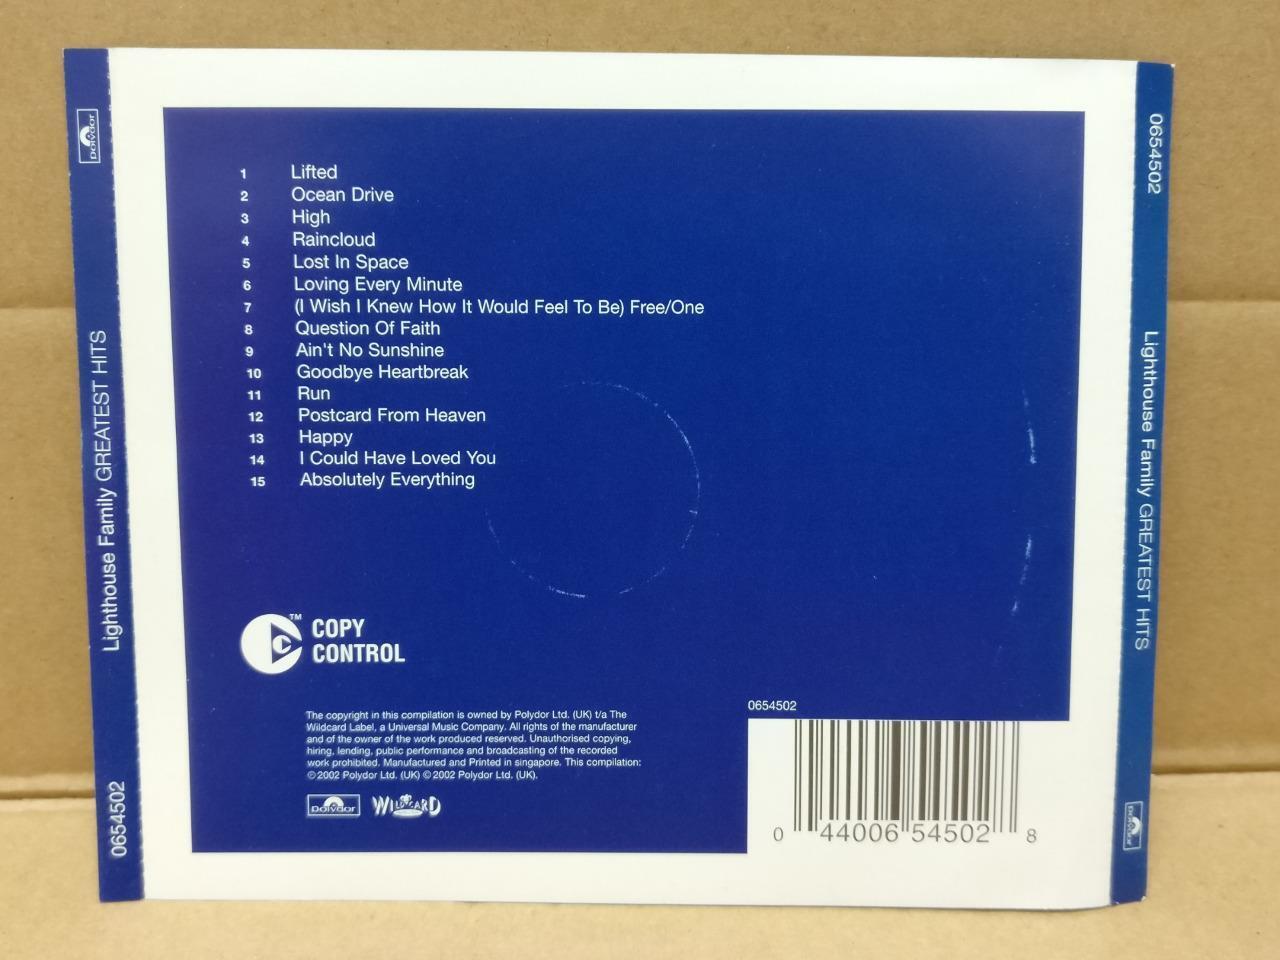 Polydor
Lighthouse Family GREATEST HITS
0654502
1 Lifted
2 Ocean Drive
3 High
4 Raincloud
5 Lost In Space
6 Loving Every Minute
7 (I Wish I Knew How It Would Feel To Be) Free/One
8 Question Of Faith
9 Ain't No Sunshine
10 Goodbye Heartbreak
11 Run
12 Postcard From Heaven
13 Happy
14 I Could Have Loved You
15 Absolutely Everything
C TM COPY
CONTROL
The copyright in this compilation is owned by Polydor Ltd. (UK) t/a The
Wildcard Label, a Universal Music Company. All rights of the manufacturer
and of the owner of the work produced reserved. Unauthorised copying,
hiring, lending, public performance and broadcasting of the recorded
work prohibited. Manufactured and Printed in singapore. This compilation:
℗ 2002 Polydor Ltd. (UK) © 2002 Polydor Ltd. (UK).
Polydor WILDCARD
0654502
0 44006 54502 8
0654502
Lighthouse Family GREATEST HITS
Polydor